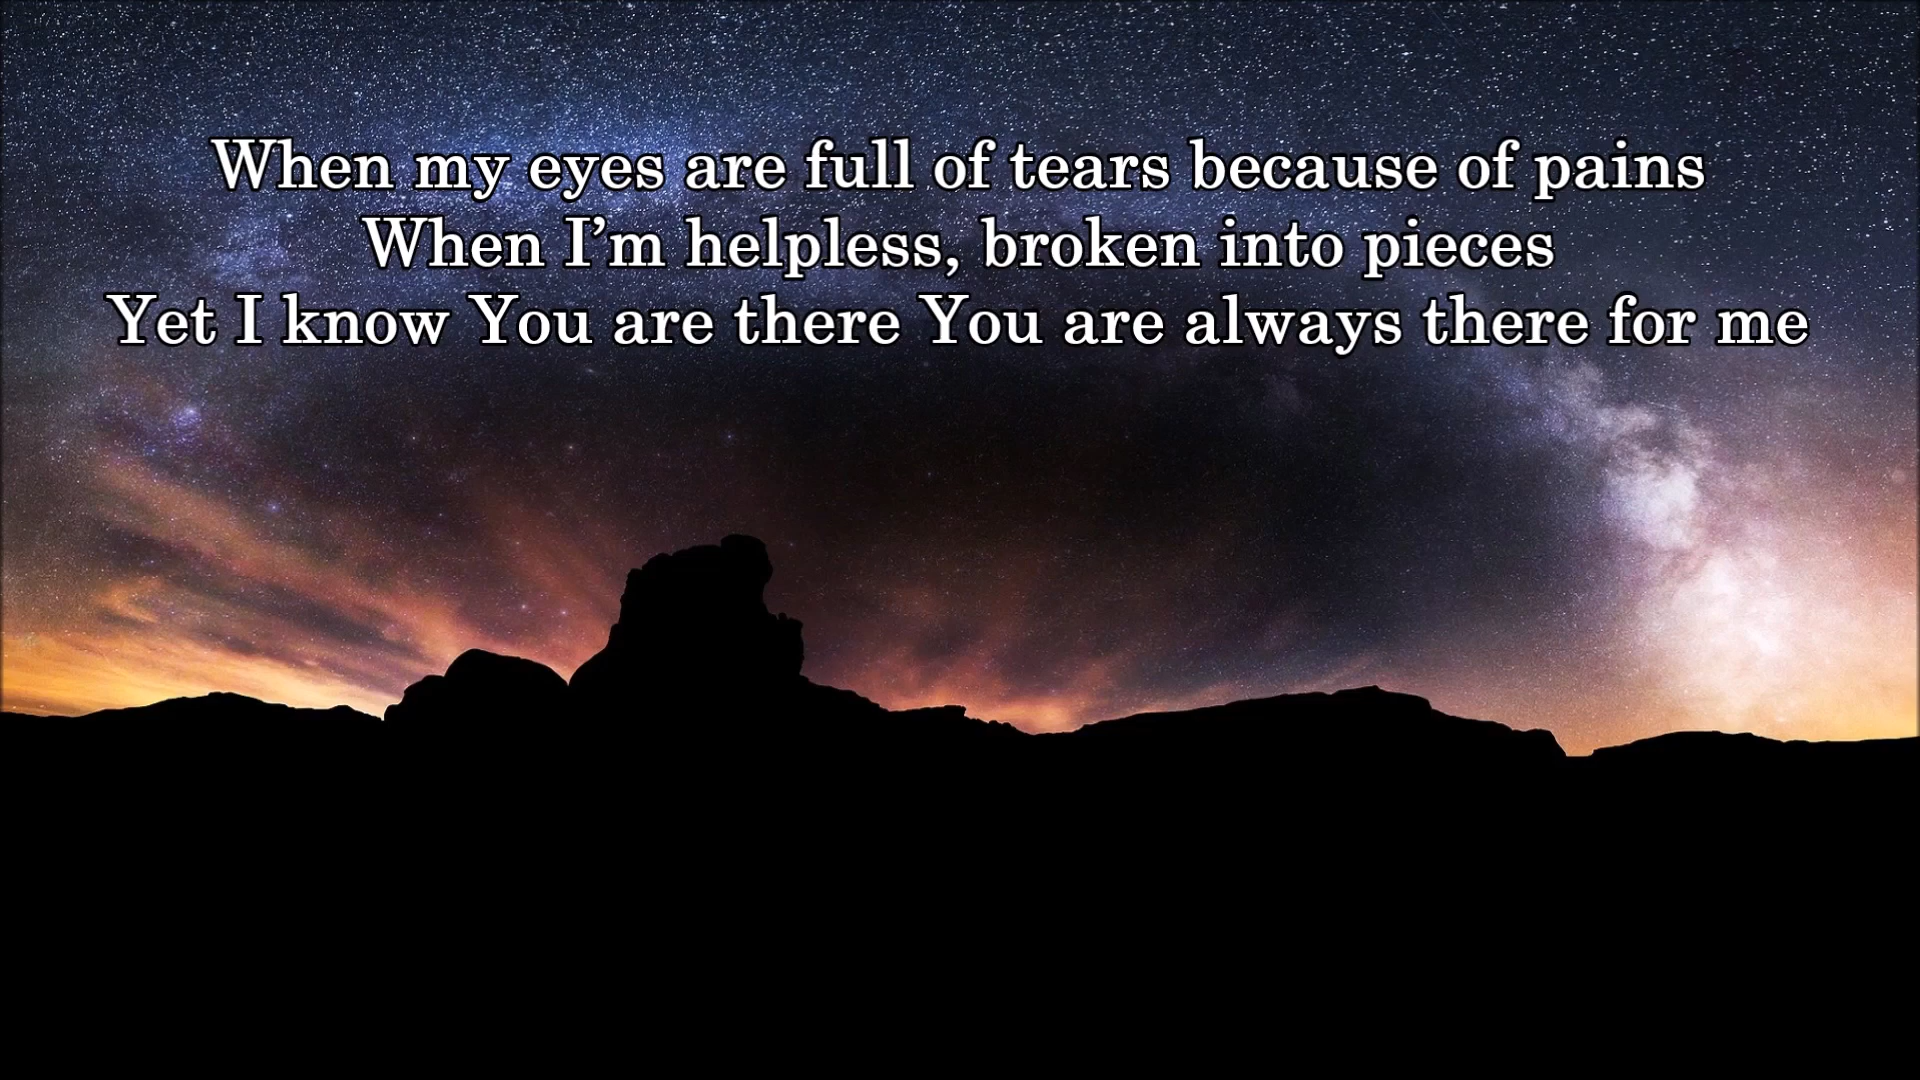 When my eyes are full of tears because of pains
When I’m helpless, broken into pieces
Yet I know You are there You are always there for me